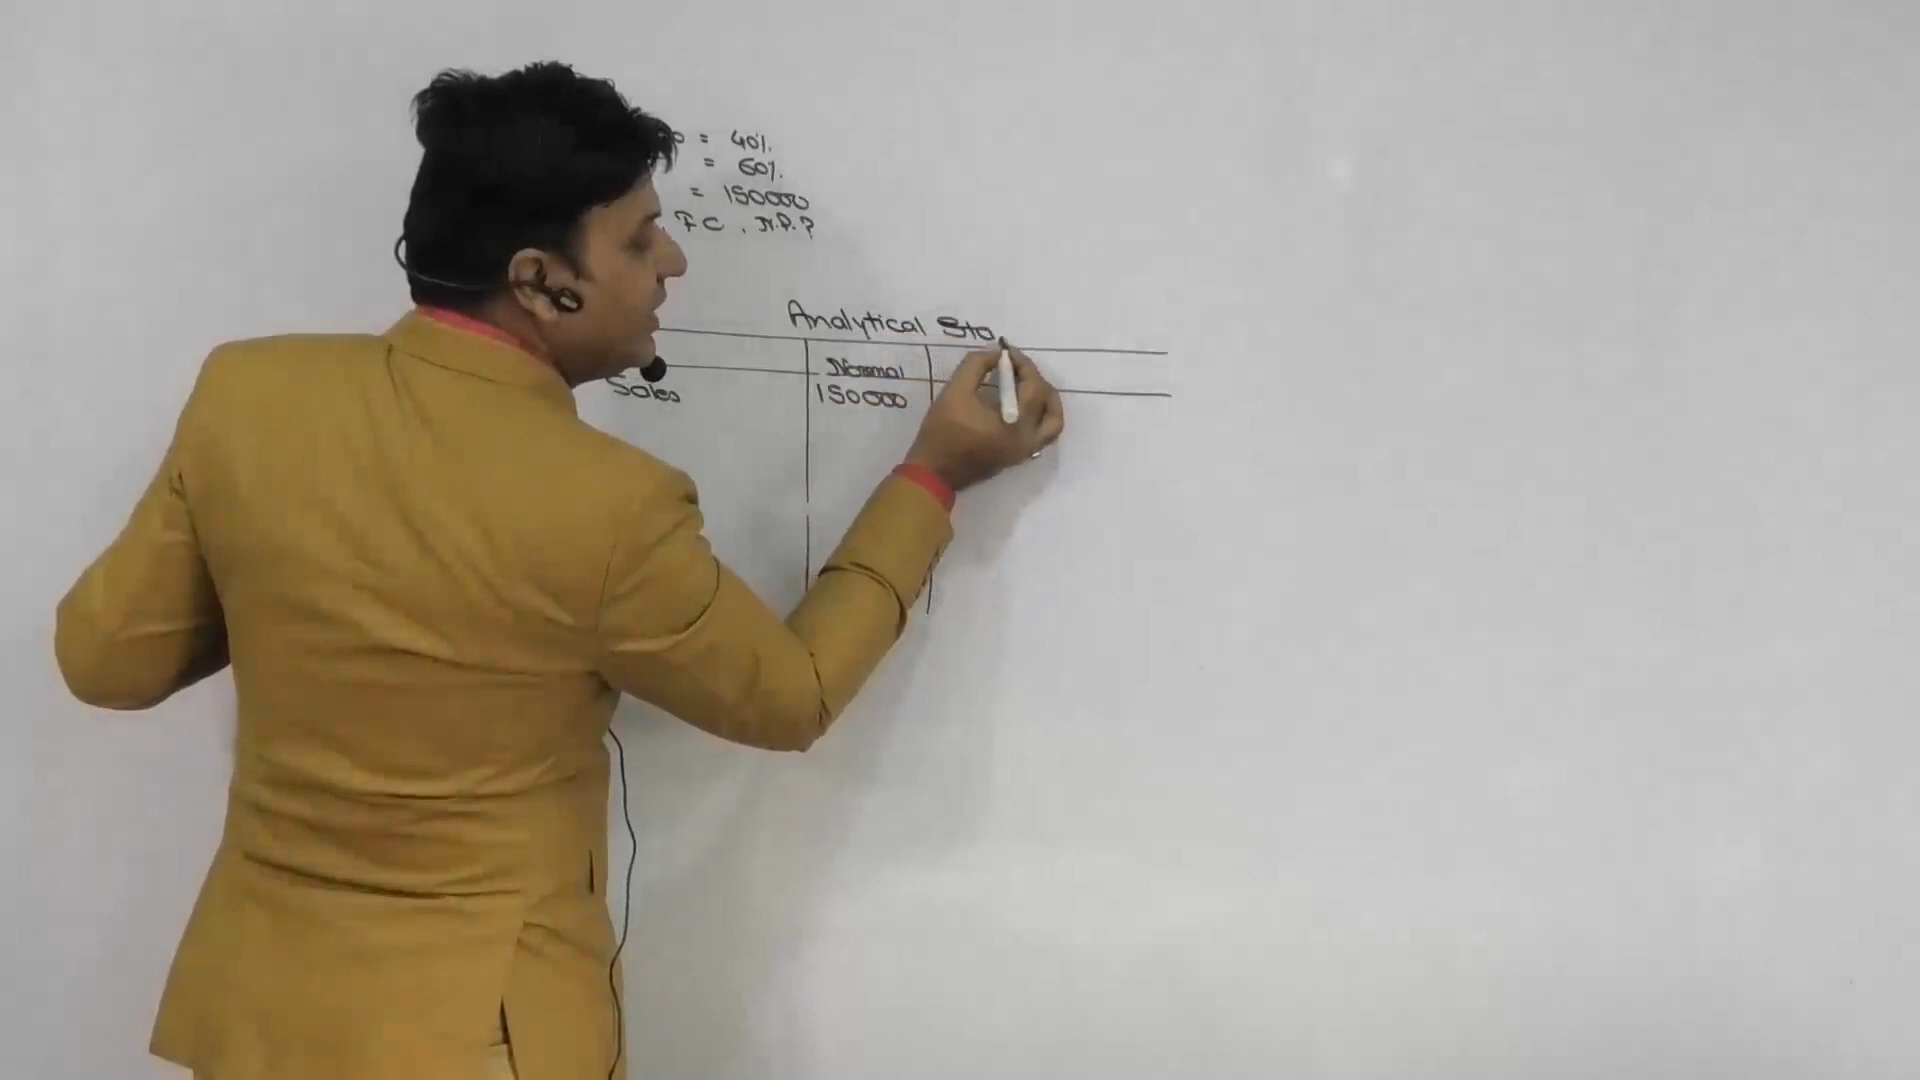 = 40%.
= 60%.
= 150000
FC, N.P.?
Analytical Sta
Normal
Sales 150000